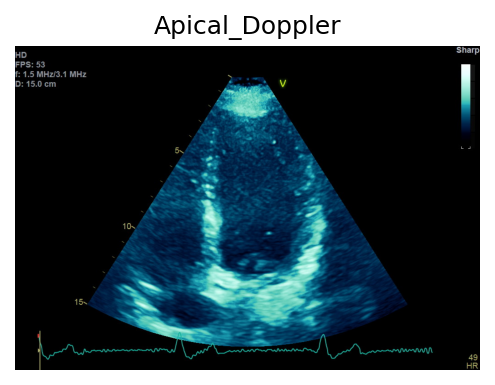 Apical_Doppler
HD
FPS: 53
f: 1.5 MHz/3.1 MHz
D: 15.0 cm
Sharp
V
5
10
15
49
HR